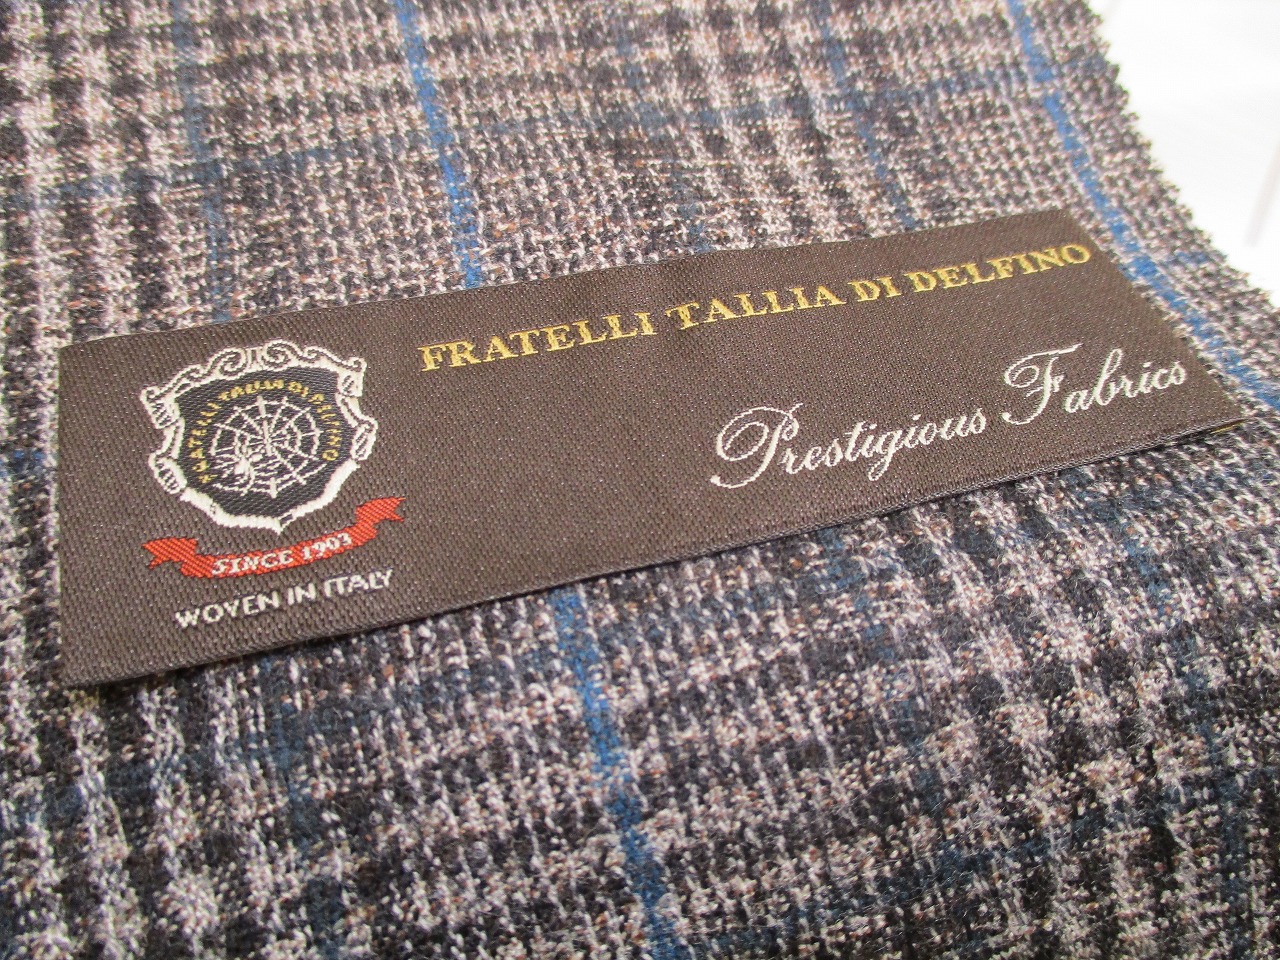 FRATELLI TALLIA DI DELFINO
Prestigious Fabrics
FRATELLI TALLIA DI DELFINO
SINCE 1903
WOVEN IN ITALY